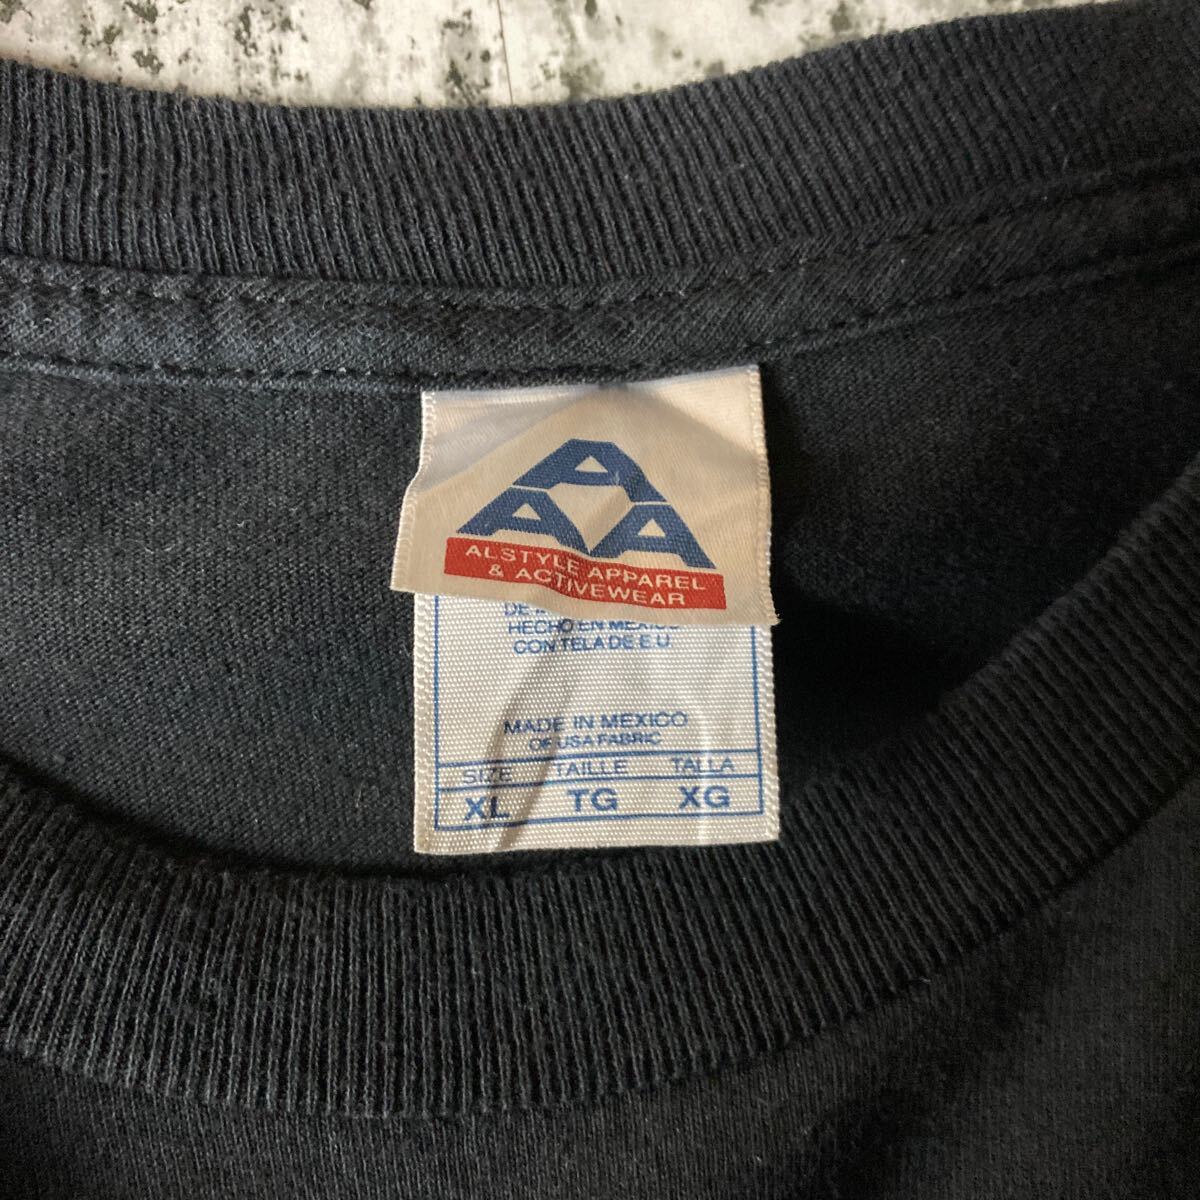 A
A A
ALSTYLE APPAREL
& ACTIVEWEAR
DE
HECHO EN MEXICO
CON TELA DE E.U.
MADE IN MEXICO
OF USA FABRIC
SIZE TAILLE TALLA
XL TG XG